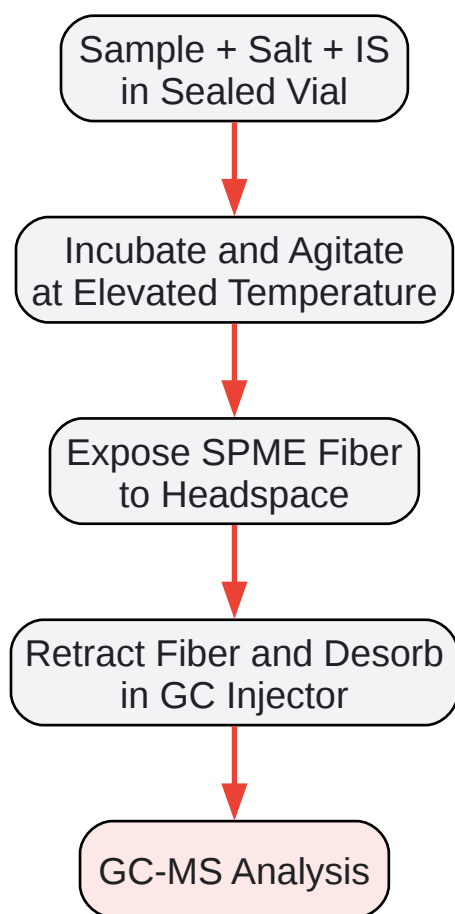 Sample + Salt + IS
in Sealed Vial
Incubate and Agitate
at Elevated Temperature
Expose SPME Fiber
to Headspace
Retract Fiber and Desorb
in GC Injector
GC-MS Analysis